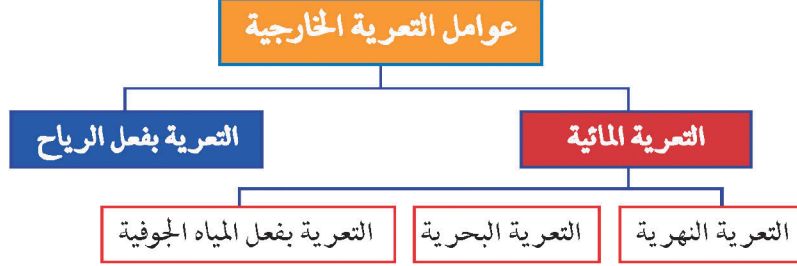 عوامل التعرية الخارجية
التعرية المائية
التعرية بفعل الرياح
التعرية النهرية
التعرية البحرية
التعرية بفعل المياه الجوفية